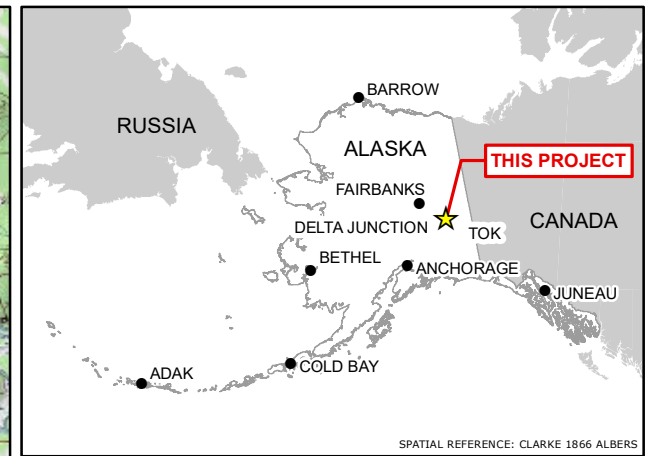 BARROW
RUSSIA
ALASKA
THIS PROJECT
FAIRBANKS
CANADA
DELTA JUNCTION
TOK
BETHEL
ANCHORAGE
JUNEAU
COLD BAY
ADAK
SPATIAL REFERENCE: CLARKE 1866 ALBERS